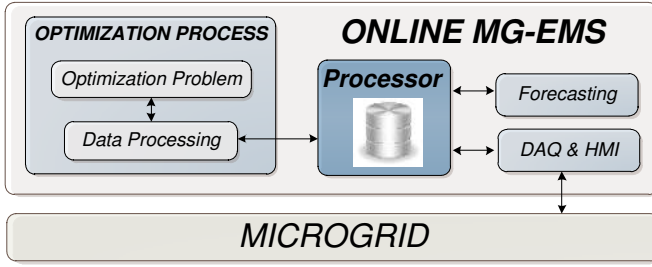 OPTIMIZATION PROCESS
Optimization Problem
Data Processing
ONLINE MG-EMS
Processor
Forecasting
DAQ & HMI
MICROGRID